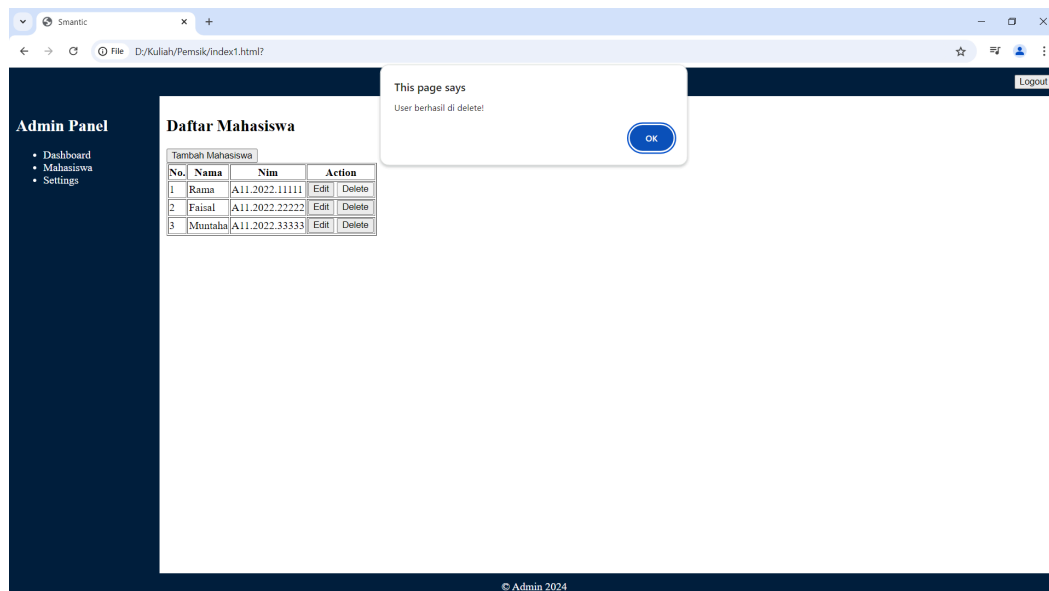 Smantic
File D:/Kuliah/Pemsik/index1.html?
This page says
User berhasil di delete!
OK
Logout
Admin Panel
Dashboard
Mahasiswa
Settings
Daftar Mahasiswa
Tambah Mahasiswa
No. Nama Nim Action
1 Rama A11.2022.11111 Edit Delete
2 Faisal A11.2022.22222 Edit Delete
3 Muntaha A11.2022.33333 Edit Delete
© Admin 2024